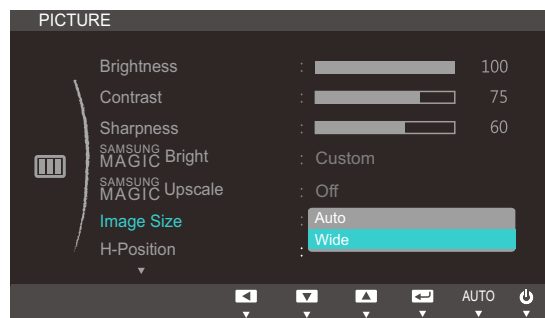 PICTURE
Brightness : 100
Contrast : 75
Sharpness : 60
SAMSUNG MAGIC Bright : Custom
SAMSUNG MAGIC Upscale : Off
Image Size : Auto
Wide
H-Position :
AUTO